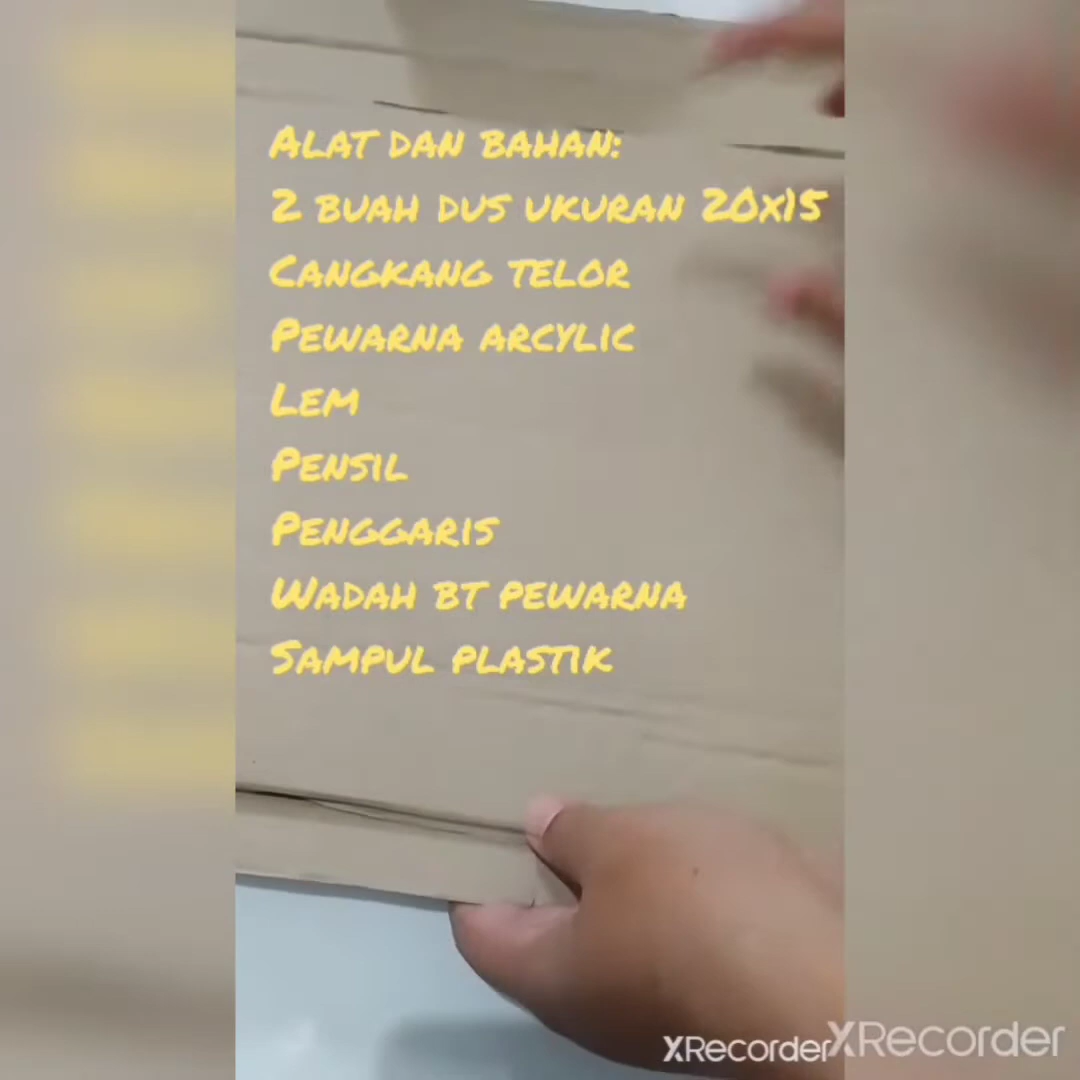 Alat dan bahan:
2 buah dus ukuran 20x15
Cangkang telor
Pewarna arcylic
Lem
Pensil
Penggaris
Wadah bt pewarna
Sampul plastik
XRecorder
XRecorder